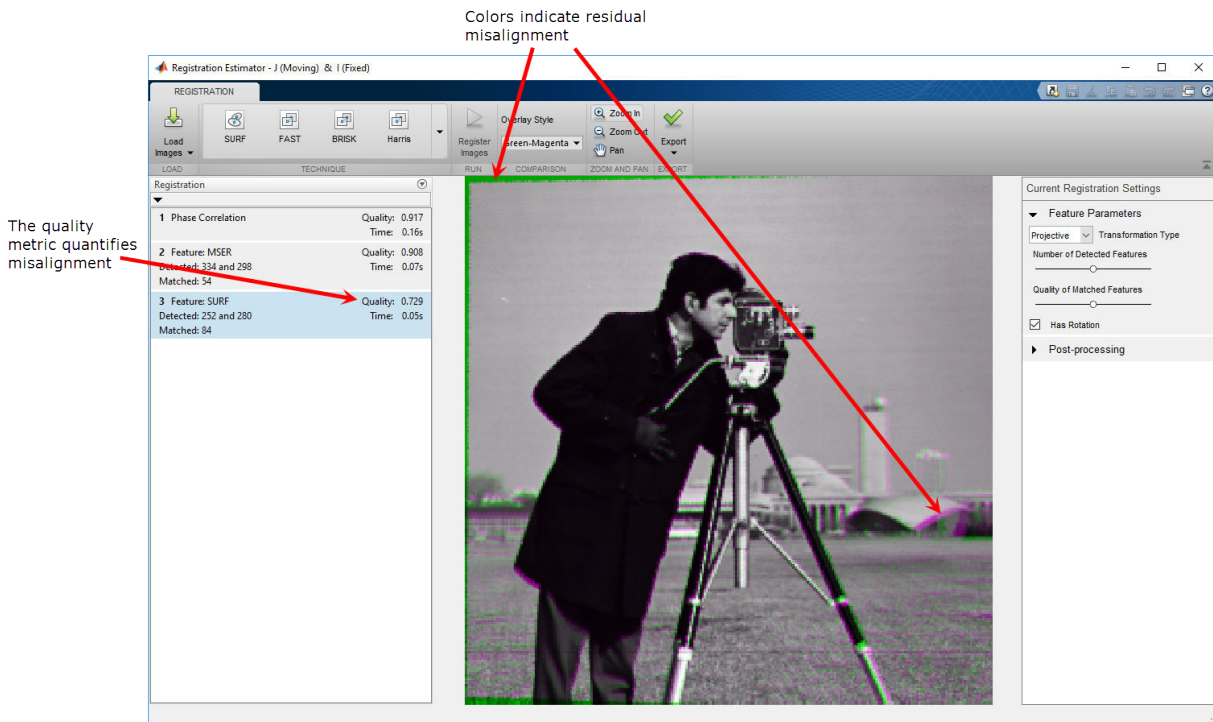 Colors indicate residual
misalignment
Registration Estimator - J (Moving) & I (Fixed)
REGISTRATION
Load
Images
SURF
FAST
BRISK
Harris
Register
Images
Overlay Style
Green-Magenta
Zoom In
Zoom Out
Pan
Export
LOAD
TECHNIQUE
RUN
COMPARISON
ZOOM AND PAN
EXPORT
Registration
1 Phase Correlation Quality: 0.917
Time: 0.16s
2 Feature: MSER Quality: 0.908
Detected: 334 and 298 Time: 0.07s
Matched: 54
3 Feature: SURF Quality: 0.729
Detected: 252 and 280 Time: 0.05s
Matched: 84
The quality
metric quantifies
misalignment
Current Registration Settings
Feature Parameters
Projective Transformation Type
Number of Detected Features
Quality of Matched Features
Has Rotation
Post-processing